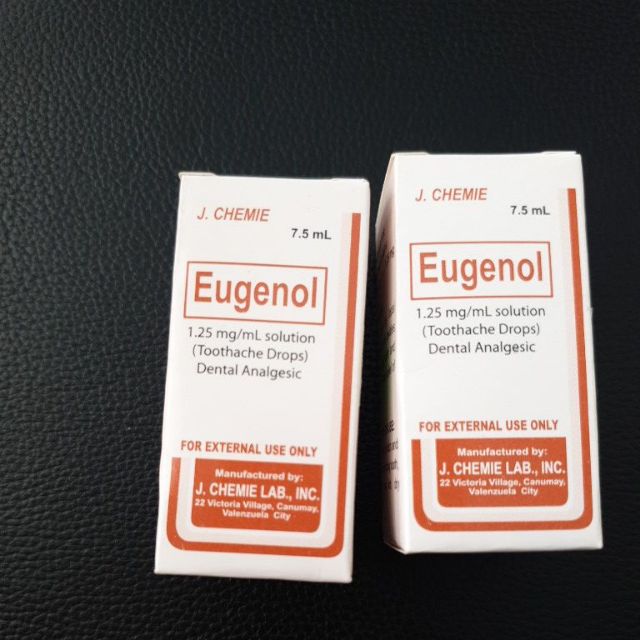 J. CHEMIE
7.5 mL
Eugenol
1.25 mg/mL solution
(Toothache Drops)
Dental Analgesic
FOR EXTERNAL USE ONLY
Manufactured by:
J. CHEMIE LAB., INC.
22 Victoria Village, Canumay,
Valenzuela City
J. CHEMIE
7.5 mL
Eugenol
1.25 mg/mL solution
(Toothache Drops)
Dental Analgesic
FOR EXTERNAL USE ONLY
Manufactured by:
J. CHEMIE LAB., INC.
22 Victoria Village, Canumay,
Valenzuela City